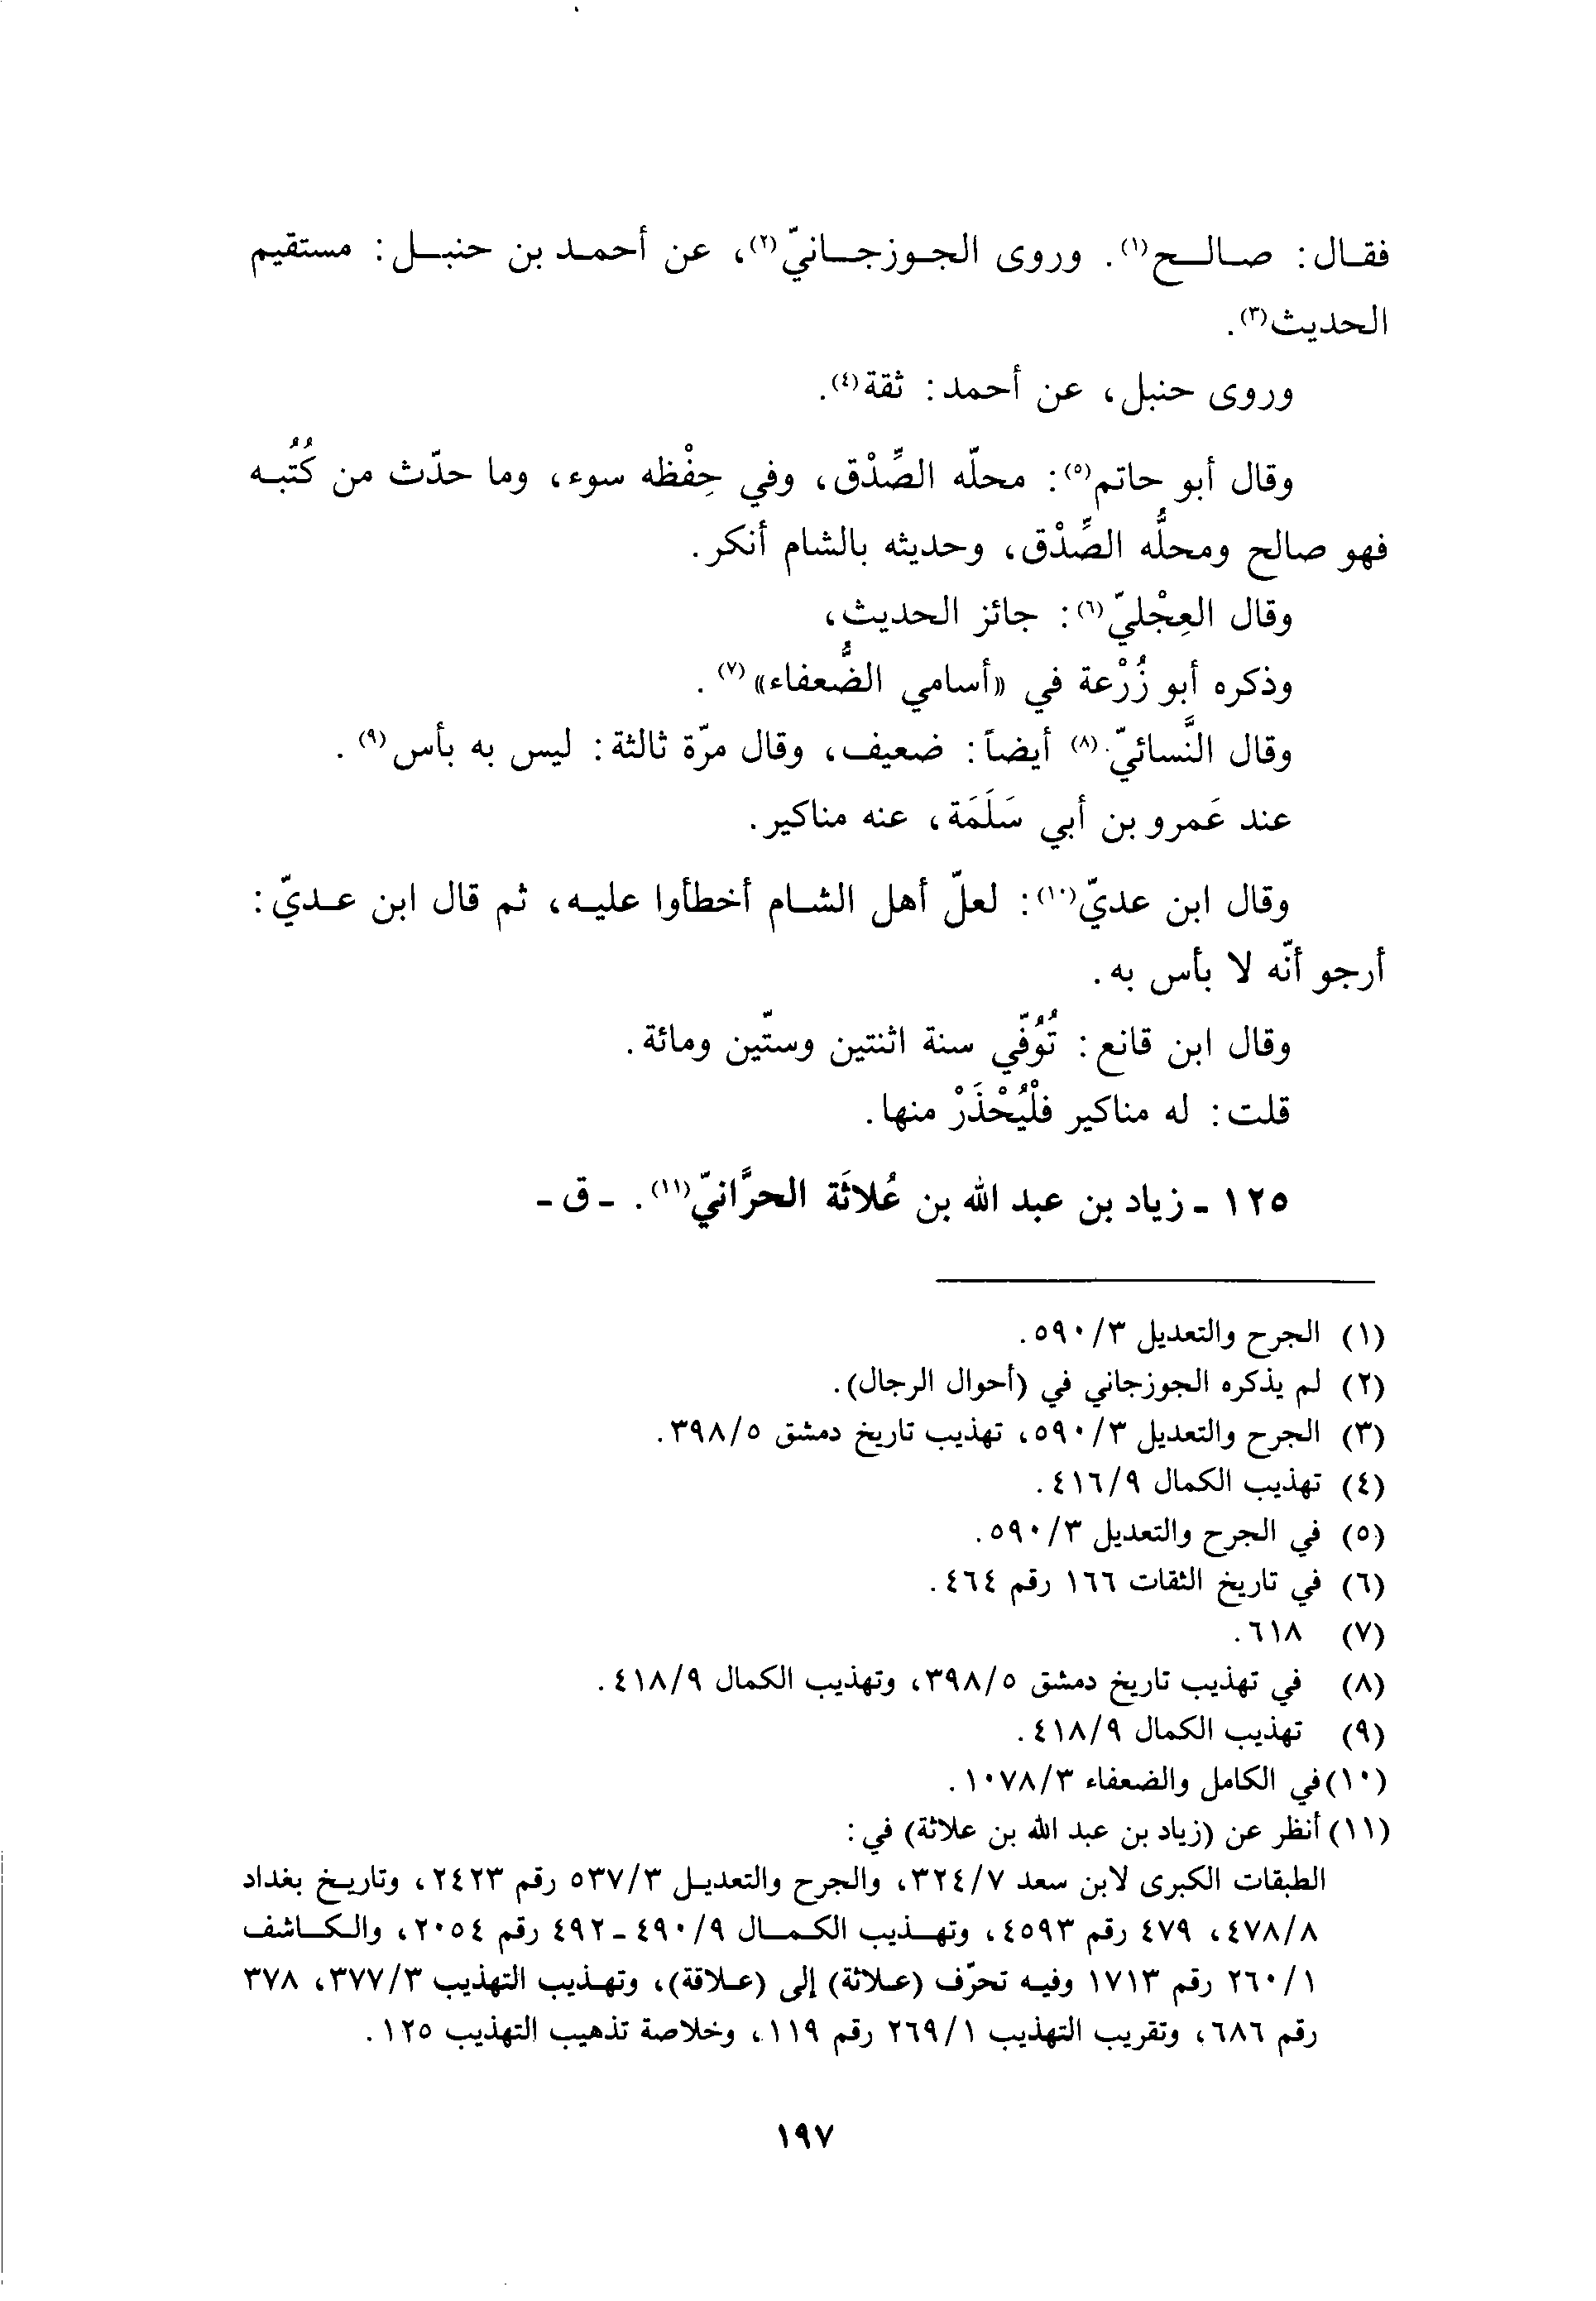 فقال: صالح(١). وروى الجوزجانيّ(٢)، عن أحمد بن حنبل: مستقيم
الحديث(٣).
وروى حنبل، عن أحمد: ثقة(٤).
وقال أبو حاتم(٥): محلّه الصِّدْق، وفي حِفْظه سوء، وما حدّث من كُتُبه
فهو صالح ومحلُّه الصِّدْق، وحديثه بالشام أنكر.
وقال العِجْليّ(٦): جائز الحديث،
وذكره أبو زُرْعة في «أسامي الضُّعفاء»(٧).
وقال النَّسائيّ(٨) أيضاً: ضعيف، وقال مرّة ثالثة: ليس به بأس(٩).
عند عَمرو بن أبي سَلَمَة، عنه مناكير.
وقال ابن عديّ(١٠): لعلّ أهل الشام أخطأوا عليه، ثم قال ابن عديّ:
أرجو أنّه لا بأس به.
وقال ابن قانع: تُوُفّي سنة اثنتين وستّين ومائة.
قلت: له مناكير فلْيُحْذَرْ منها.
١٢٥ - زياد بن عبد الله بن عُلاثَة الحرَّانيّ(١١). - ق -
(١) الجرح والتعديل ٥٩٠/٣.
(٢) لم يذكره الجوزجاني في (أحوال الرجال).
(٣) الجرح والتعديل ٥٩٠/٣، تهذيب تاريخ دمشق ٣٩٨/٥.
(٤) تهذيب الكمال ٤١٦/٩.
(٥) في الجرح والتعديل ٥٩٠/٣.
(٦) في تاريخ الثقات ١٦٦ رقم ٤٦٤.
(٧) ٦١٨.
(٨) في تهذيب تاريخ دمشق ٣٩٨/٥، وتهذيب الكمال ٤١٨/٩.
(٩) تهذيب الكمال ٤١٨/٩.
(١٠) في الكامل والضعفاء ١٠٧٨/٣.
(١١) أنظر عن (زياد بن عبد الله بن علاثة) في:
الطبقات الكبرى لابن سعد ٣٢٤/٧، والجرح والتعديل ٥٣٧/٣ رقم ٢٤٢٣، وتاريخ بغداد
٤٧٨/٨، ٤٧٩ رقم ٤٥٩٣، وتهذيب الكمال ٤٩٠/٩ - ٤٩٢ رقم ٢٠٥٤، والكاشف
٢٦٠/١ رقم ١٧١٣ وفيه تحرّف (علاثة) إلى (علاقة)، وتهذيب التهذيب ٣٧٧/٣، ٣٧٨
رقم ٦٨٦، وتقريب التهذيب ٢٦٩/١ رقم ١١٩، وخلاصة تذهيب التهذيب ١٢٥.
١٩٧